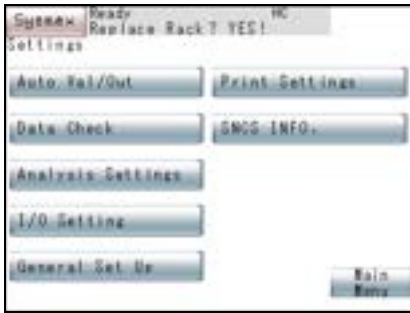 Sysmex Ready HC
Replace Rack? YES!
Settings
Auto Val/Out Print Settings
Data Check SNCS INFO.
Analysis Settings
I/O Setting
General Set Up
Main
Menu